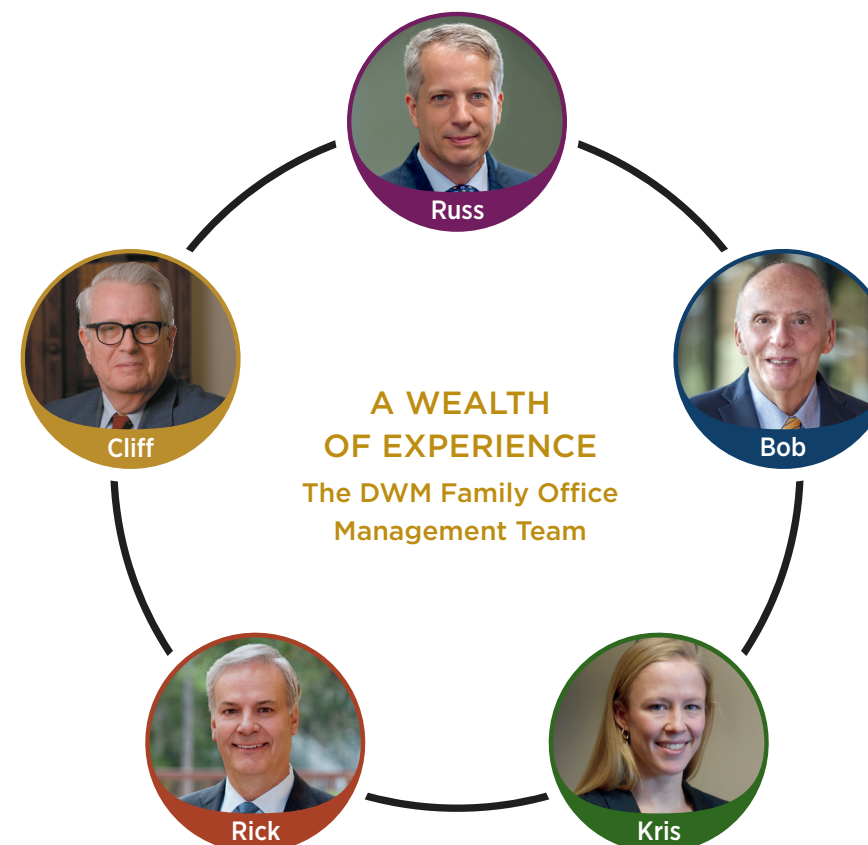 Russ
Cliff
Bob
A WEALTH
OF EXPERIENCE
The DWM Family Office
Management Team
Rick
Kris